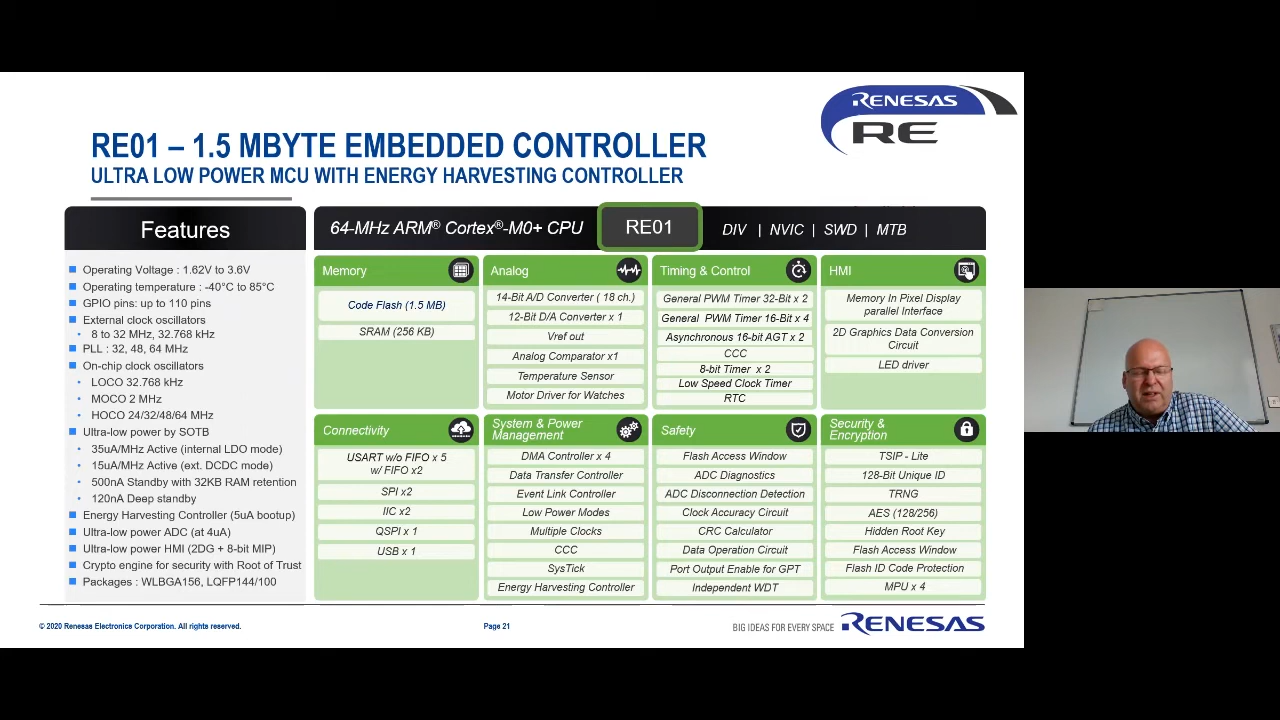 RENESAS
RE
RE01 – 1.5 MBYTE EMBEDDED CONTROLLER
ULTRA LOW POWER MCU WITH ENERGY HARVESTING CONTROLLER
Features
Operating Voltage : 1.62V to 3.6V
Operating temperature : -40°C to 85°C
GPIO pins: up to 110 pins
External clock oscillators
8 to 32 MHz, 32.768 kHz
PLL : 32, 48, 64 MHz
On-chip clock oscillators
LOCO 32.768 kHz
MOCO 2 MHz
HOCO 24/32/48/64 MHz
Ultra-low power by SOTB
35uA/MHz Active (internal LDO mode)
15uA/MHz Active (ext. DCDC mode)
500nA Standby with 32KB RAM retention
120nA Deep standby
Energy Harvesting Controller (5uA bootup)
Ultra-low power ADC (at 4uA)
Ultra-low power HMI (2DG + 8-bit MIP)
Crypto engine for security with Root of Trust
Packages : WLBGA156, LQFP144/100
64-MHz ARM® Cortex®-M0+ CPU
RE01
DIV | NVIC | SWD | MTB
Memory
Code Flash (1.5 MB)
SRAM (256 KB)
Analog
14-Bit A/D Converter ( 18 ch.)
12-Bit D/A Converter x 1
Vref out
Analog Comparator x1
Temperature Sensor
Motor Driver for Watches
Timing & Control
General PWM Timer 32-Bit x 2
General PWM Timer 16-Bit x 4
Asynchronous 16-bit AGT x 2
CCC
8-bit Timer x 2
Low Speed Clock Timer
RTC
HMI
Memory In Pixel Display
parallel Interface
2D Graphics Data Conversion
Circuit
LED driver
Connectivity
USART w/o FIFO x 5
w/ FIFO x2
SPI x2
IIC x2
QSPI x 1
USB x 1
System & Power
Management
DMA Controller x 4
Data Transfer Controller
Event Link Controller
Low Power Modes
Multiple Clocks
CCC
SysTick
Energy Harvesting Controller
Safety
Flash Access Window
ADC Diagnostics
ADC Disconnection Detection
Clock Accuracy Circuit
CRC Calculator
Data Operation Circuit
Port Output Enable for GPT
Independent WDT
Security &
Encryption
TSIP - Lite
128-Bit Unique ID
TRNG
AES (128/256)
Hidden Root Key
Flash Access Window
Flash ID Code Protection
MPU x 4
© 2020 Renesas Electronics Corporation. All rights reserved.
Page 21
BIG IDEAS FOR EVERY SPACE
RENESAS